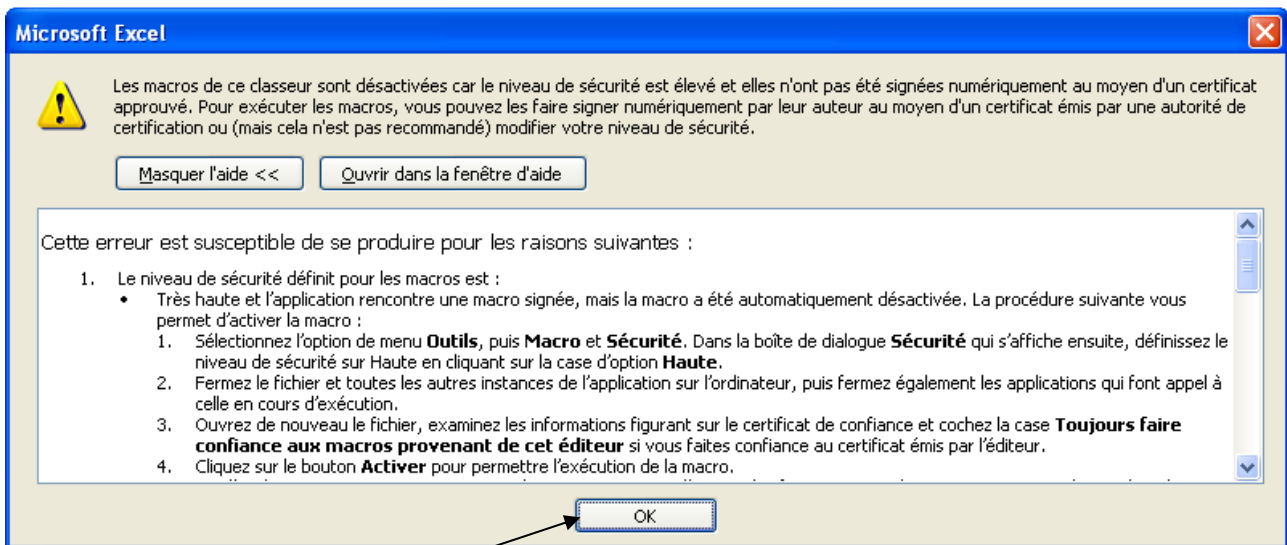 Microsoft Excel
Les macros de ce classeur sont désactivées car le niveau de sécurité est élevé et elles n'ont pas été signées numériquement au moyen d'un certificat
approuvé. Pour exécuter les macros, vous pouvez les faire signer numériquement par leur auteur au moyen d'un certificat émis par une autorité de
certification ou (mais cela n'est pas recommandé) modifier votre niveau de sécurité.
Masquer l'aide <<
Ouvrir dans la fenêtre d'aide
Cette erreur est susceptible de se produire pour les raisons suivantes :
1. Le niveau de sécurité définit pour les macros est :
• Très haute et l'application rencontre une macro signée, mais la macro a été automatiquement désactivée. La procédure suivante vous
permet d'activer la macro :
1. Sélectionnez l'option de menu Outils, puis Macro et Sécurité. Dans la boîte de dialogue Sécurité qui s'affiche ensuite, définissez le
niveau de sécurité sur Haute en cliquant sur la case d'option Haute.
2. Fermez le fichier et toutes les autres instances de l'application sur l'ordinateur, puis fermez également les applications qui font appel à
celle en cours d'exécution.
3. Ouvrez de nouveau le fichier, examinez les informations figurant sur le certificat de confiance et cochez la case Toujours faire
confiance aux macros provenant de cet éditeur si vous faites confiance au certificat émis par l'éditeur.
4. Cliquez sur le bouton Activer pour permettre l'exécution de la macro.
OK